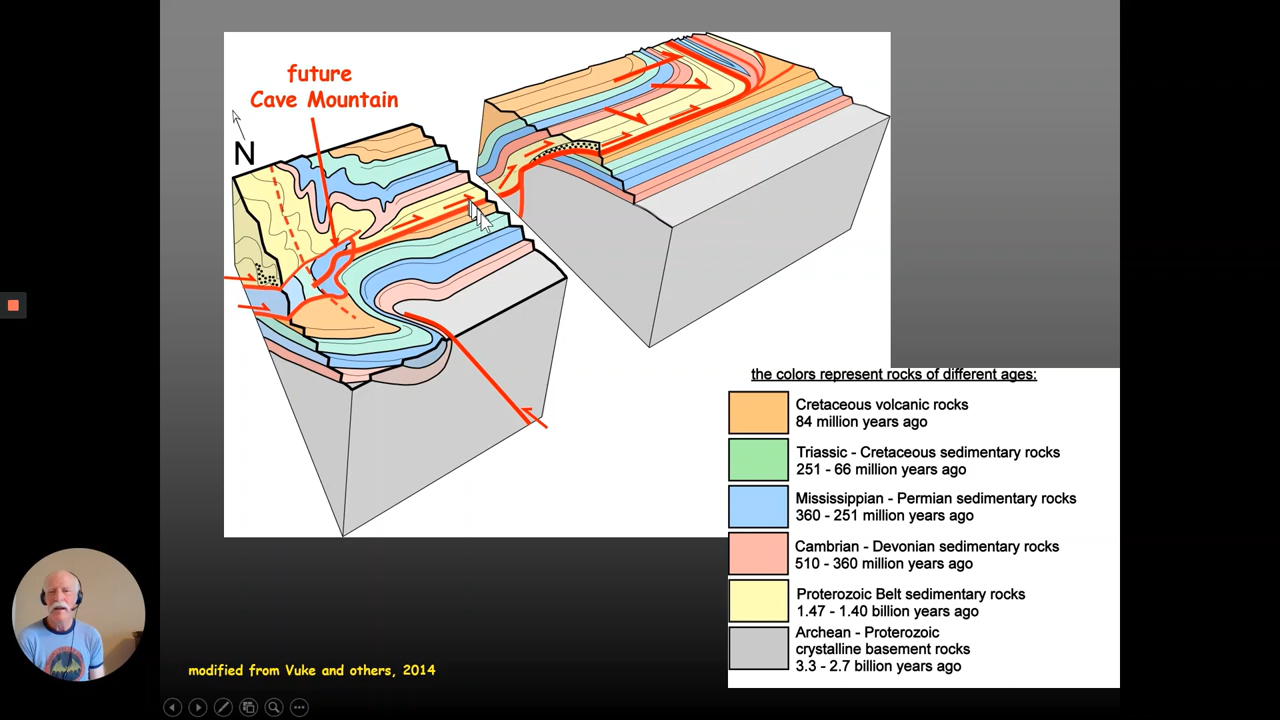 future
Cave Mountain
N
the colors represent rocks of different ages:
Cretaceous volcanic rocks
84 million years ago
Triassic - Cretaceous sedimentary rocks
251 - 66 million years ago
Mississippian - Permian sedimentary rocks
360 - 251 million years ago
Cambrian - Devonian sedimentary rocks
510 - 360 million years ago
Proterozoic Belt sedimentary rocks
1.47 - 1.40 billion years ago
Archean - Proterozoic
crystalline basement rocks
3.3 - 2.7 billion years ago
modified from Vuke and others, 2014